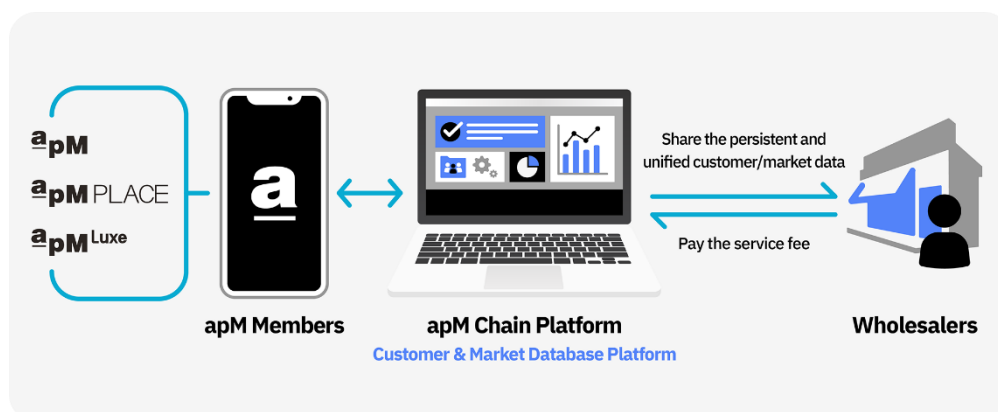 apM
apM PLACE
apM Luxe
a
apM Members
apM Chain Platform
Customer & Market Database Platform
Share the persistent and
unified customer/market data
Pay the service fee
Wholesalers